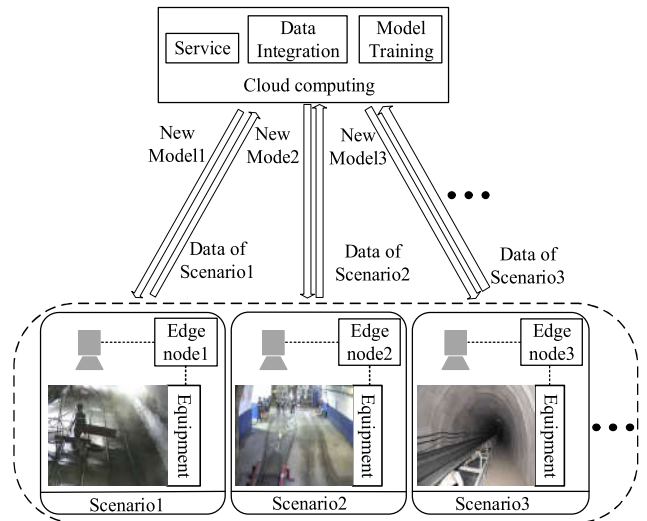 Service
Data
Integration
Model
Training
Cloud computing
New
Model1
New
Mode2
New
Model3
Data of
Scenario1
Data of
Scenario2
Data of
Scenario3
Edge
node1
Equipment
Scenario1
Edge
node2
Equipment
Scenario2
Edge
node3
Equipment
Scenario3